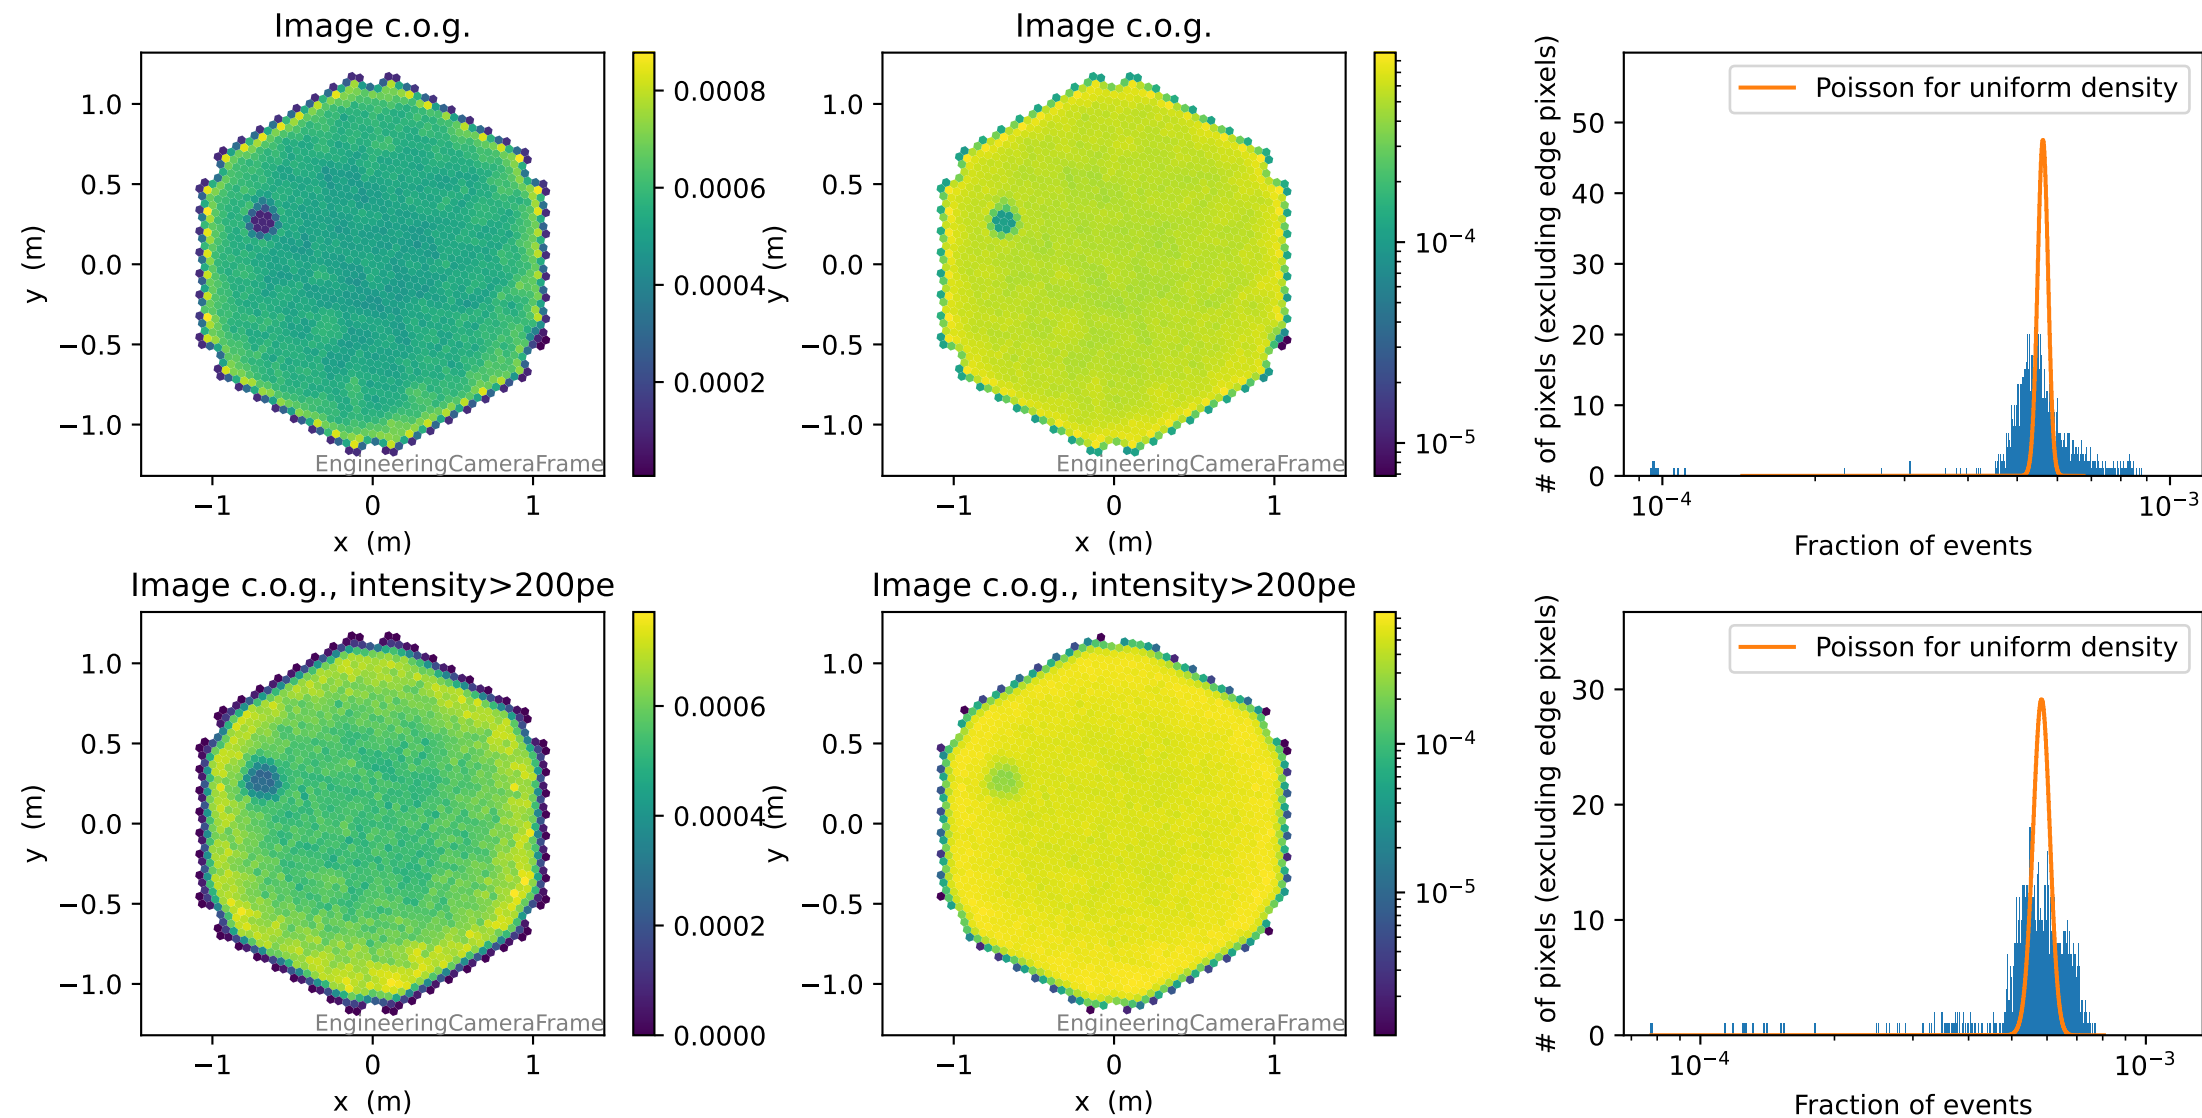 Image c.o.g.
1.0
0.5
0.0
−0.5
−1.0
y (m)
−1
0
1
x (m)
EngineeringCameraFrame
0.0008
0.0006
0.0004
0.0002
Image c.o.g.
1.0
0.5
0.0
−0.5
−1.0
y (m)
−1
0
1
x (m)
EngineeringCameraFrame
10⁻⁴
10⁻⁵
# of pixels (excluding edge pixels)
50
40
30
20
10
0
Poisson for uniform density
10⁻⁴
10⁻³
Fraction of events
Image c.o.g., intensity>200pe
1.0
0.5
0.0
−0.5
−1.0
y (m)
−1
0
1
x (m)
EngineeringCameraFrame
0.0006
0.0004
0.0002
0.0000
Image c.o.g., intensity>200pe
1.0
0.5
0.0
−0.5
−1.0
y (m)
−1
0
1
x (m)
EngineeringCameraFrame
10⁻⁴
10⁻⁵
# of pixels (excluding edge pixels)
30
20
10
0
Poisson for uniform density
10⁻⁴
10⁻³
Fraction of events